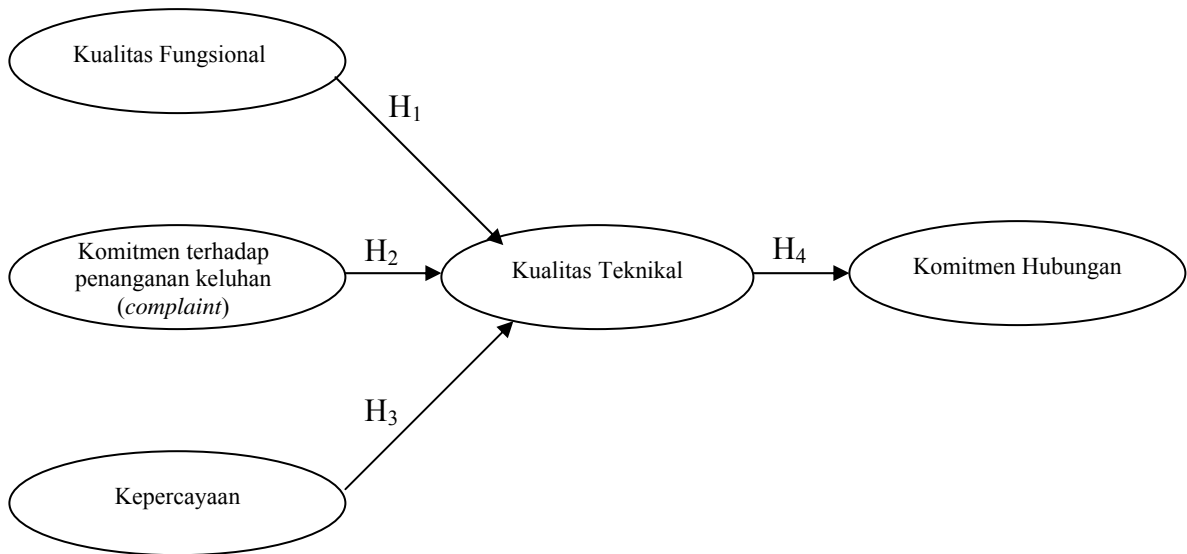 Kualitas Fungsional
H1
Komitmen terhadap
penanganan keluhan
(complaint)
H2
Kualitas Teknikal
H4
Komitmen Hubungan
H3
Kepercayaan